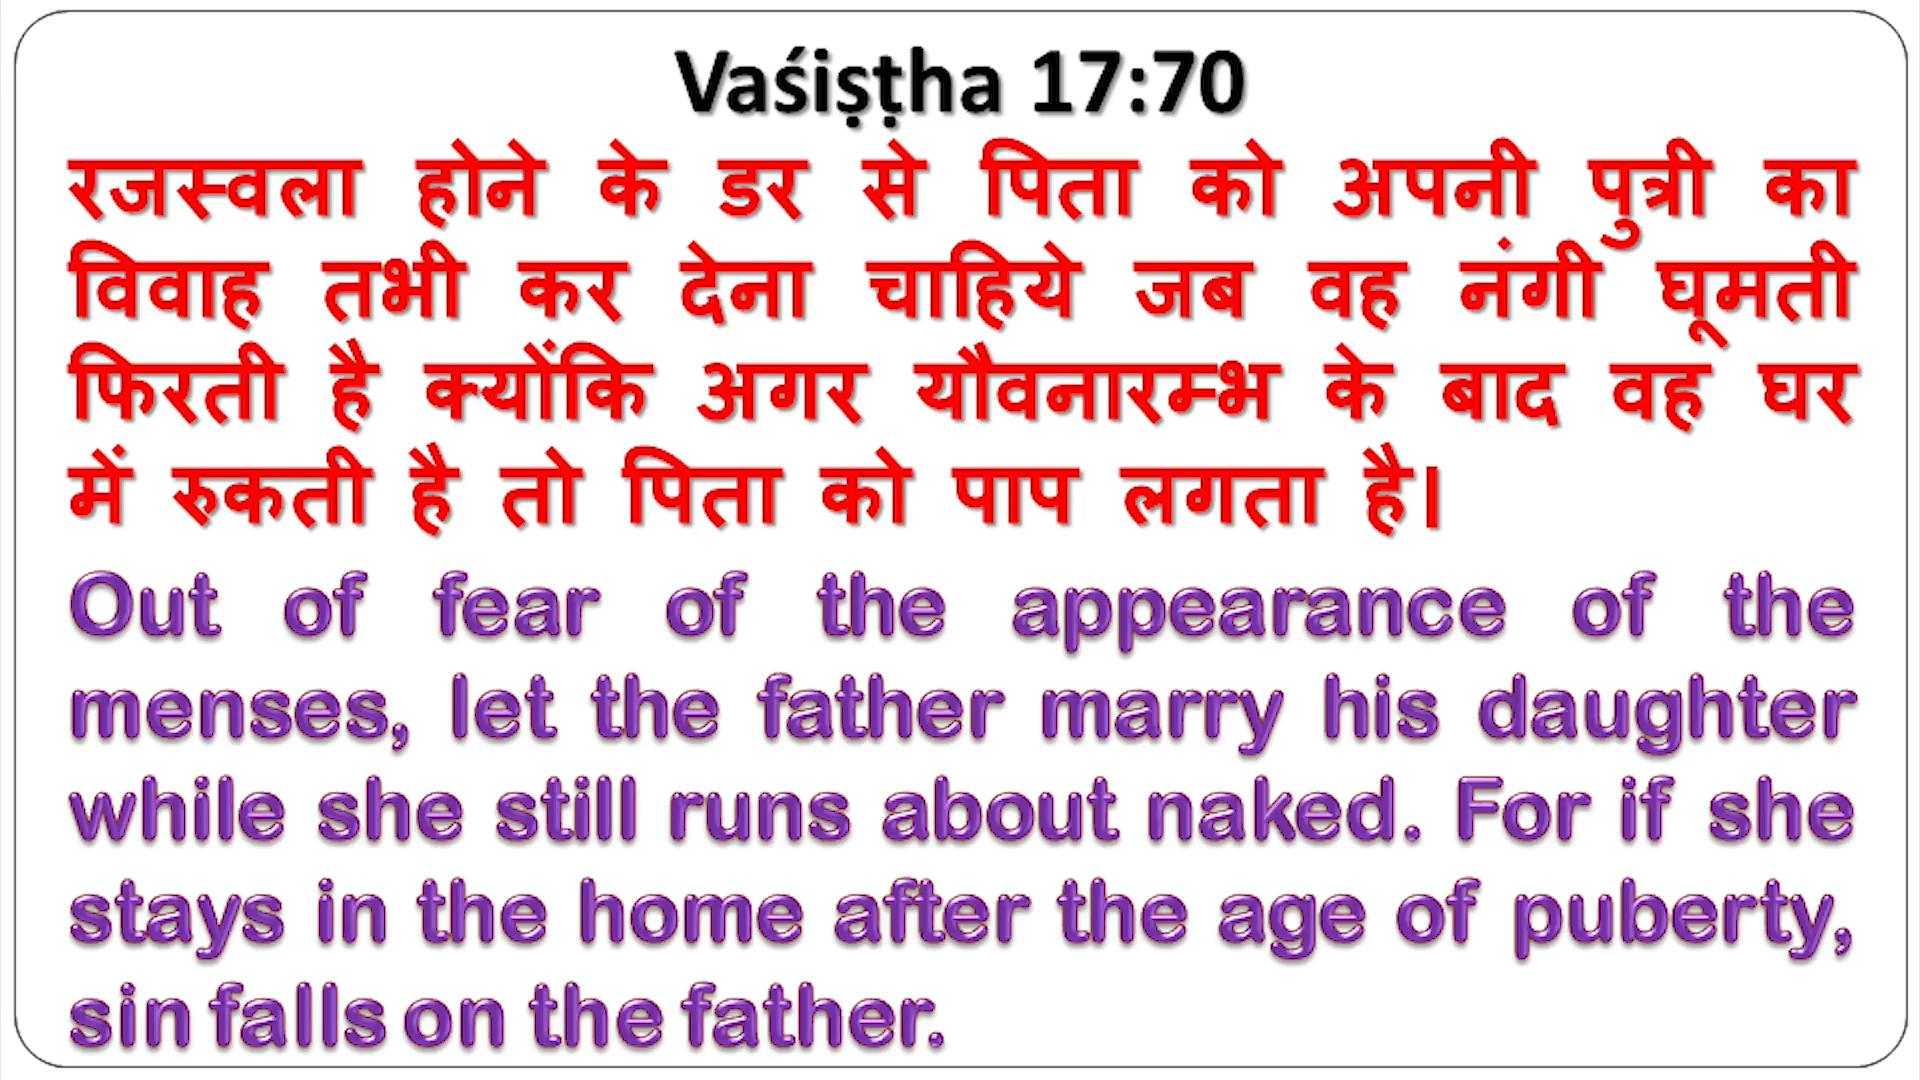 Vaśiṣṭha 17:70
रजस्वला होने के डर से पिता को अपनी पुत्री का
विवाह तभी कर देना चाहिये जब वह नंगी घूमती
फिरती है क्योंकि अगर यौवनारम्भ के बाद वह घर
में रुकती है तो पिता को पाप लगता है।
Out of fear of the appearance of the
menses, let the father marry his daughter
while she still runs about naked. For if she
stays in the home after the age of puberty,
sin falls on the father.